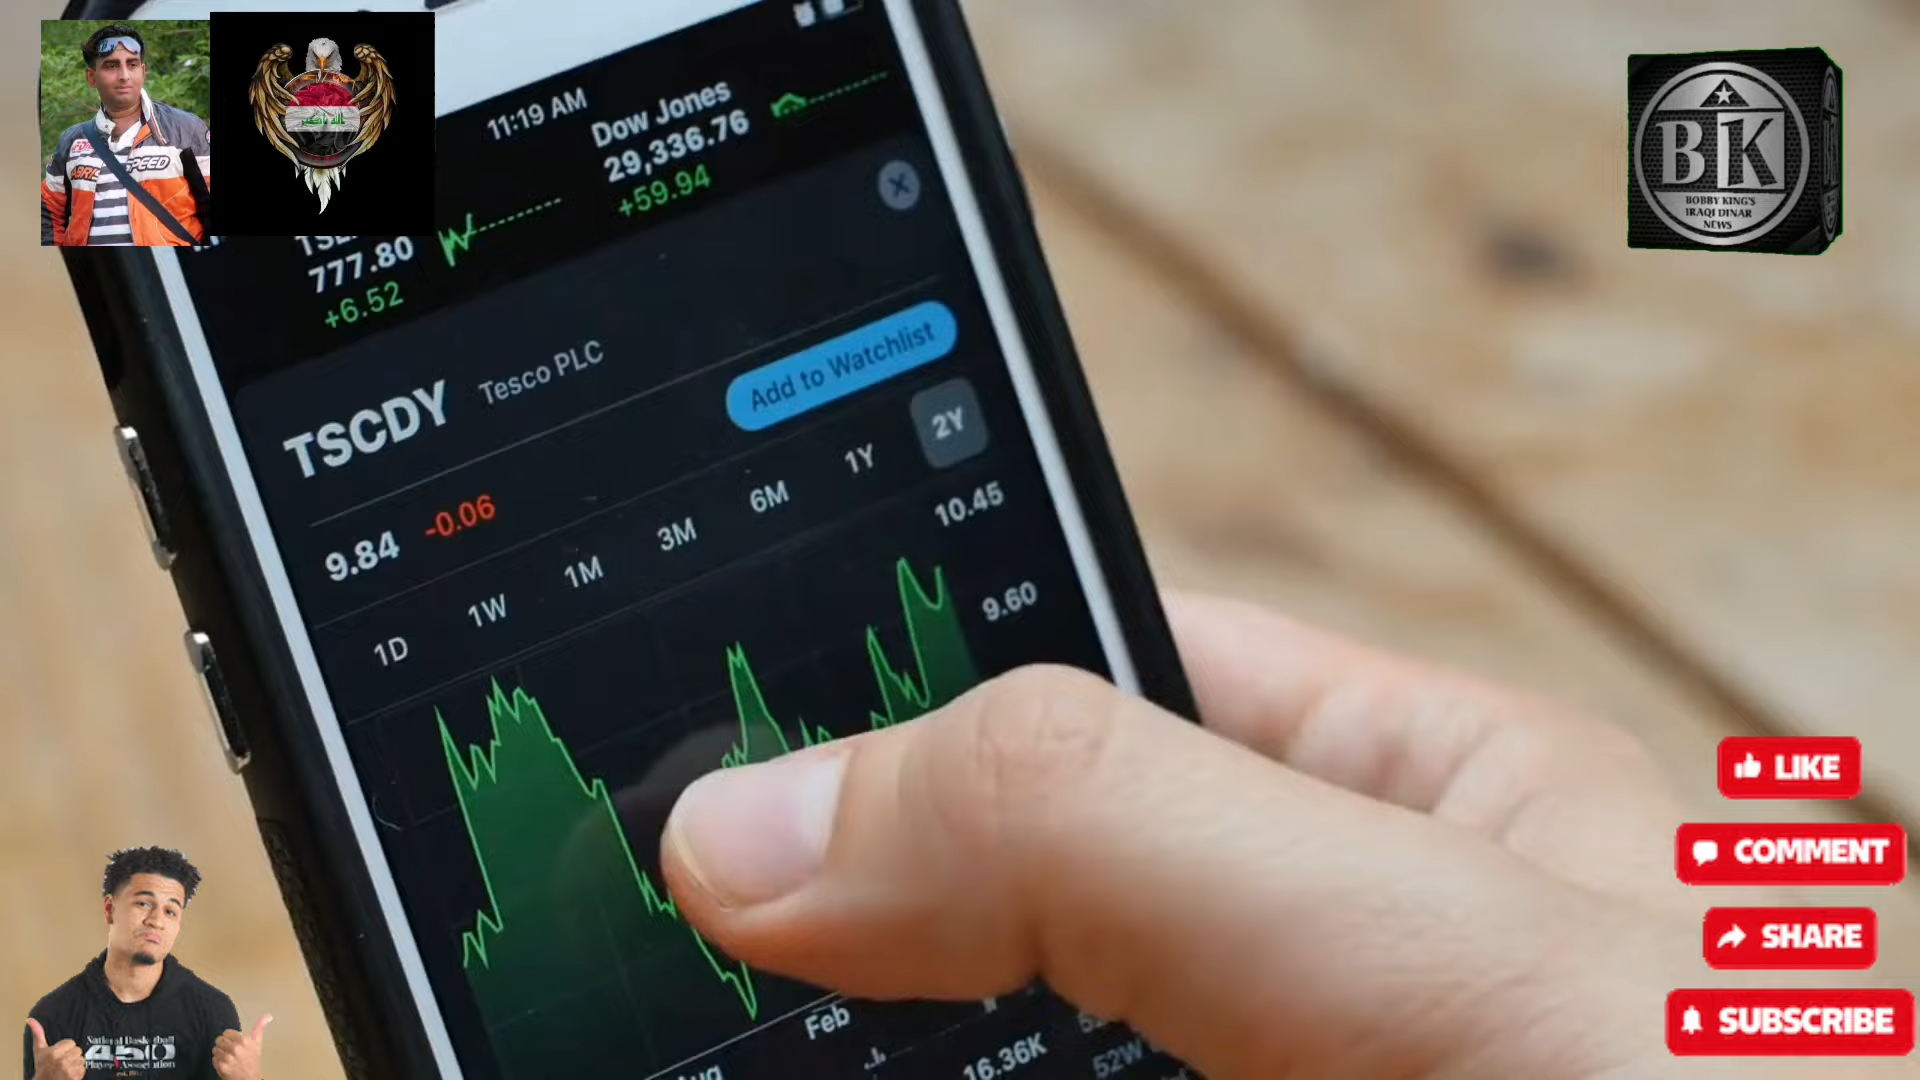 11:19 AM
Dow Jones
29,336.76
+59.94
777.80
+6.52
TSCDY Tesco PLC
Add to Watchlist
9.84 -0.06
1D 1W 1M 3M 6M 1Y 2Y
10.45
9.60
Feb
16.36K
52W
SPEED
BK
BOBBY KING'S
IRAQI DINAR
NEWS
LIKE
COMMENT
SHARE
SUBSCRIBE
450